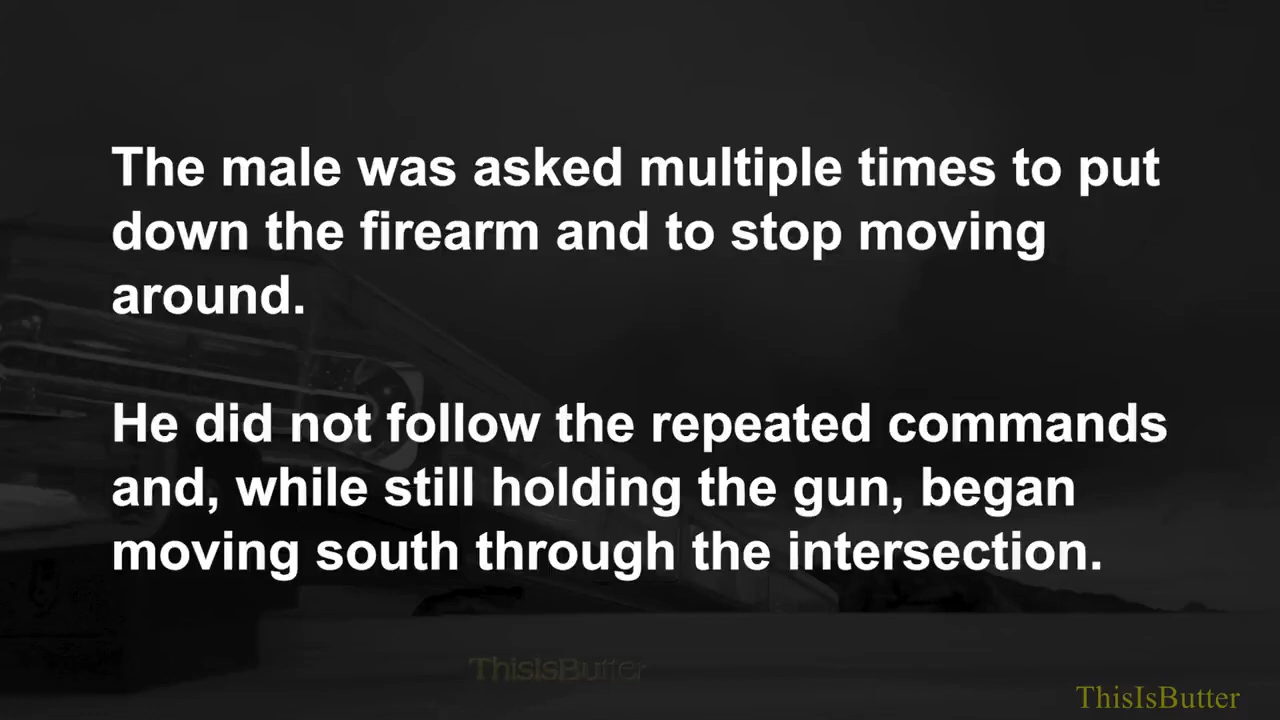 The male was asked multiple times to put
down the firearm and to stop moving
around.
He did not follow the repeated commands
and, while still holding the gun, began
moving south through the intersection.
ThisIsButter
ThisIsButter